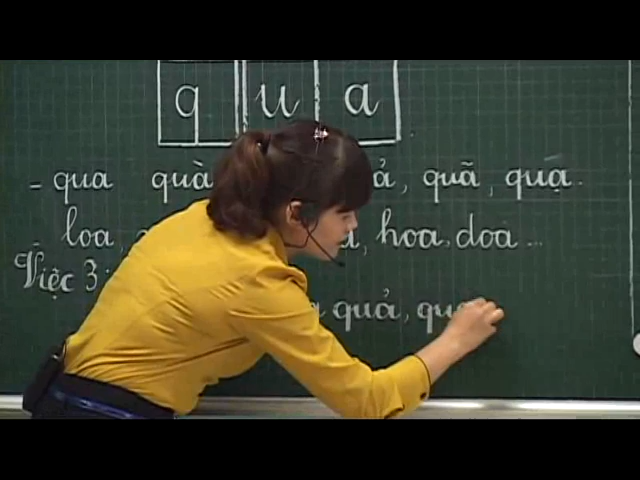 q u a
- qua quà ả, quã, quạ.
loa, a, hoa, doa ...
Việc 3:
quả, qu